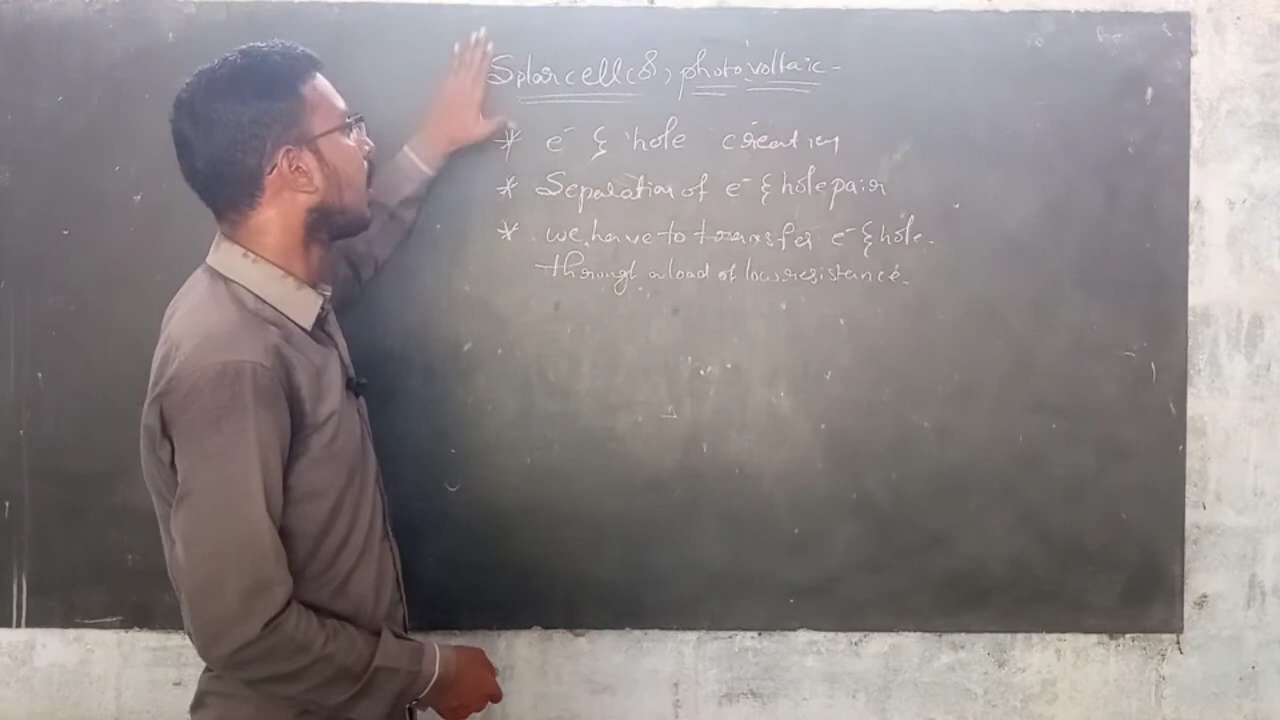 Solar cell (8) photovoltaic -
* e⁻ & hole creation
* Separation of e⁻ & hole pair
* we have to transfer e⁻ & hole.
through a load of low resistance.